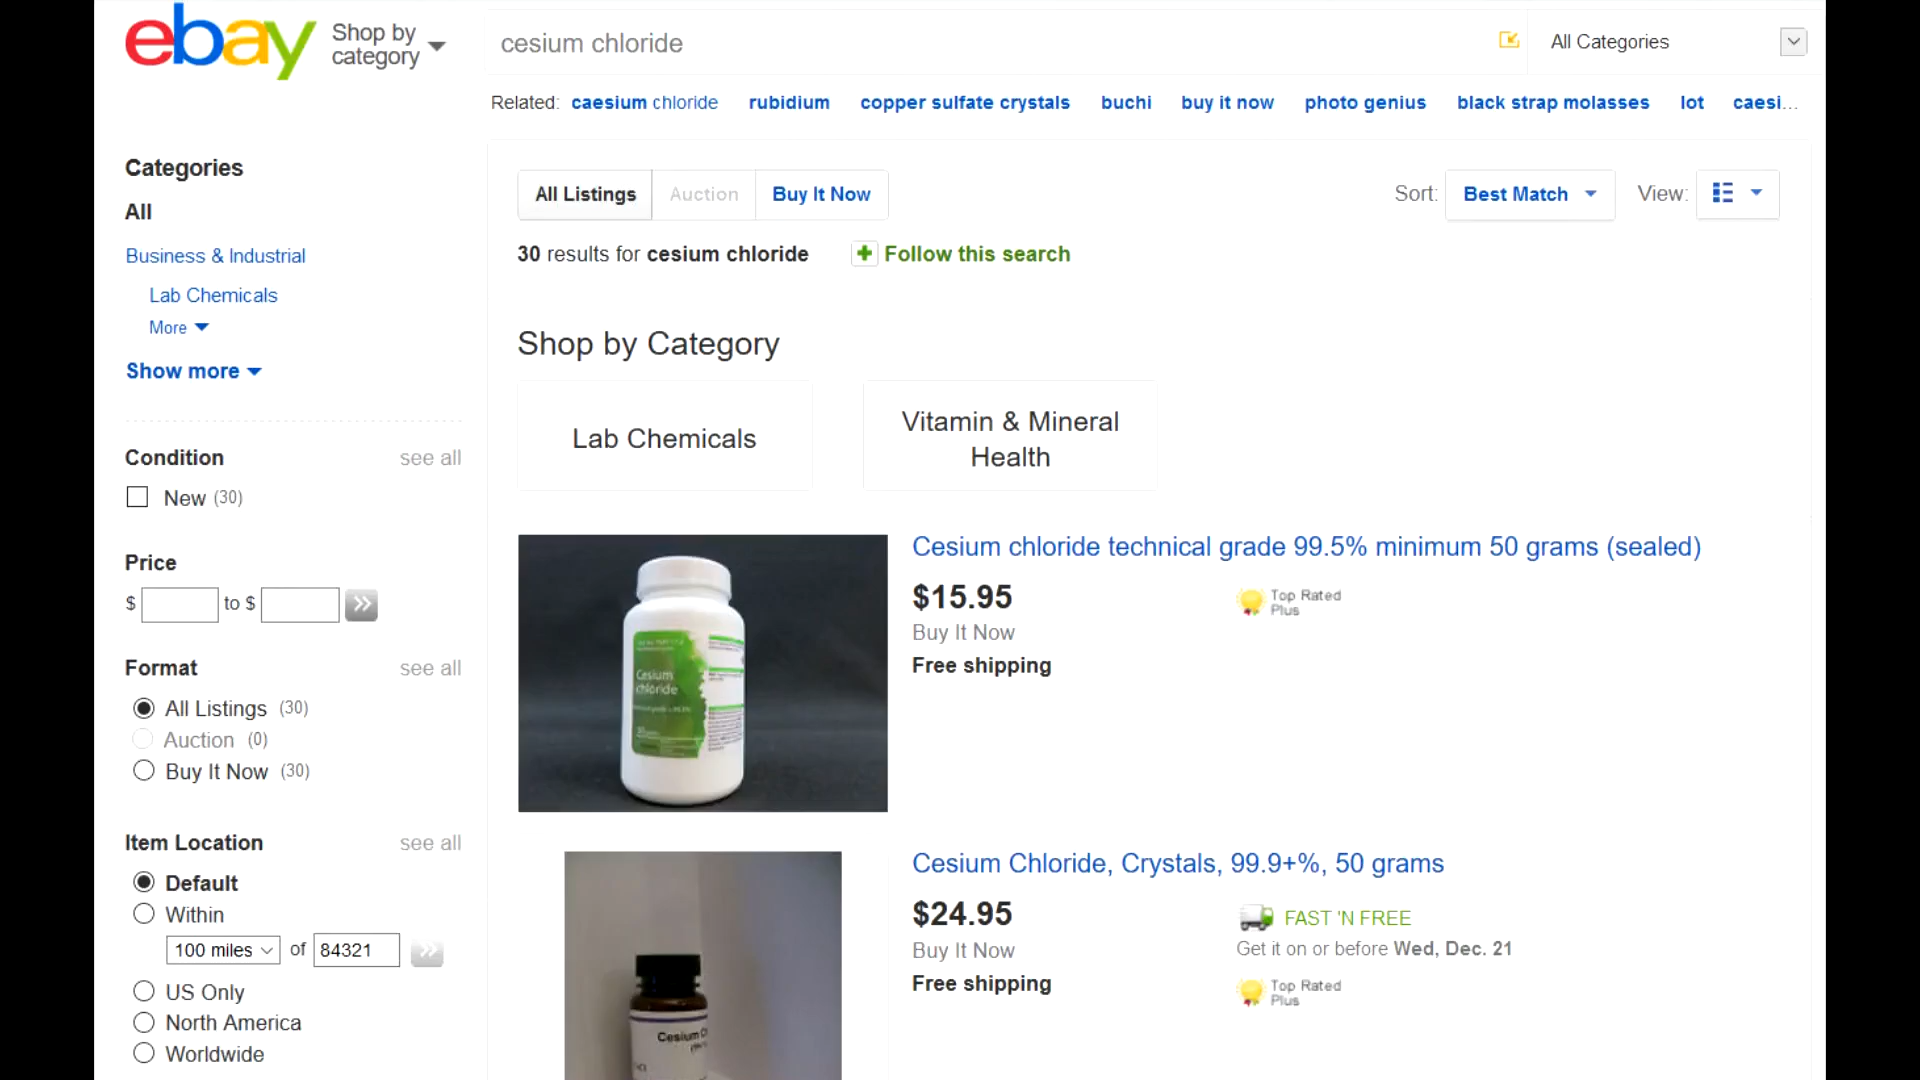 ebay
Shop by
category
cesium chloride
All Categories
Related: caesium chloride rubidium copper sulfate crystals buchi buy it now photo genius black strap molasses lot caesi...
Categories
All
Business & Industrial
Lab Chemicals
More
Show more
Condition see all
New (30)
Price
$ to $
Format see all
All Listings (30)
Auction (0)
Buy It Now (30)
Item Location see all
Default
Within
100 miles of 84321
US Only
North America
Worldwide
All Listings Auction Buy It Now
Sort: Best Match View:
30 results for cesium chloride Follow this search
Shop by Category
Lab Chemicals
Vitamin & Mineral
Health
Cesium chloride technical grade 99.5% minimum 50 grams (sealed)
$15.95
Top Rated
Plus
Buy It Now
Free shipping
Cesium
chloride
Cesium Chloride, Crystals, 99.9+%, 50 grams
$24.95
FAST 'N FREE
Buy It Now
Get it on or before Wed, Dec. 21
Free shipping
Top Rated
Plus
Cesium C